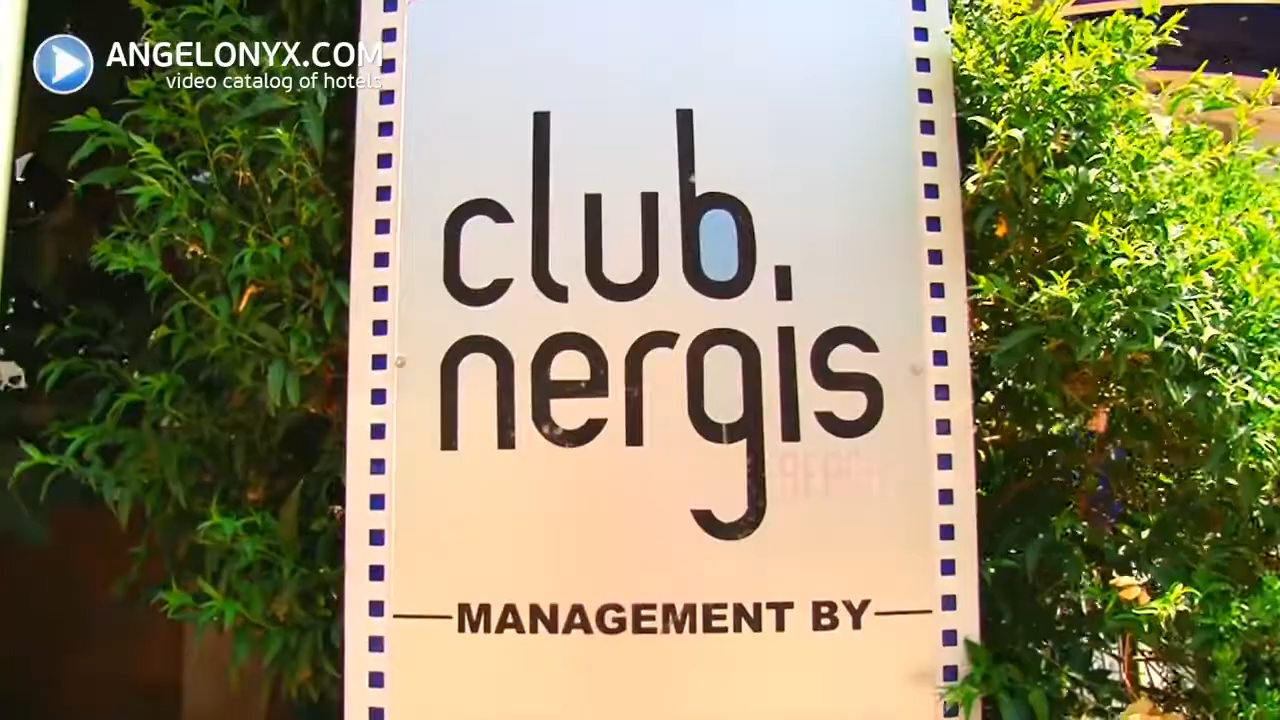 ANGELONYX.COM
video catalog of hotels
club.
nergis
MANAGEMENT BY